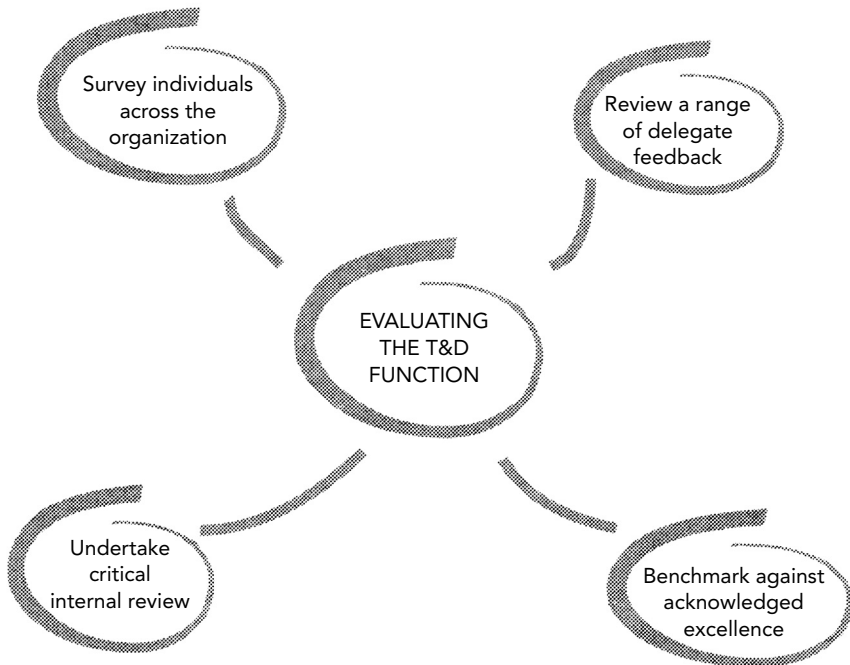 Survey individuals
across the
organization
Review a range
of delegate
feedback
EVALUATING
THE T&D
FUNCTION
Undertake
critical
internal review
Benchmark against
acknowledged
excellence